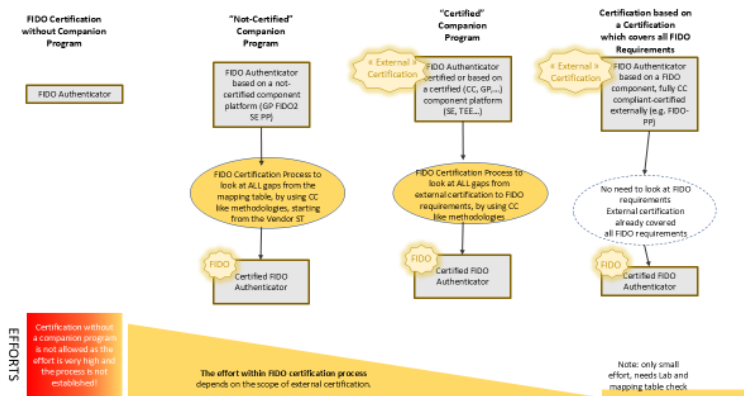 FIDO Certification
without Companion
Program
"Not-Certified"
Companion
Program
"Certified"
Companion
Program
Certification based on
a Certification
which covers all FIDO
Requirements
FIDO Authenticator
FIDO Authenticator
based on a not-
certified component
platform (GP FIDO2
SE PP)
« External »
Certification
FIDO Authenticator
certified or based on
a certified (CC, GP,...)
component platform
(SE, TEE...)
« External »
Certification
FIDO Authenticator
based on a FIDO
component, fully CC
compliant-certified
externally (e.g. FIDO-
PP)
FIDO Certification Process to
look at ALL gaps from the
mapping table, by using CC
like methodologies, starting
from the Vendor ST
FIDO Certification Process to
look at ALL gaps from
external certification to FIDO
requirements, by using CC
like methodologies
No need to look at FIDO
requirements
External certification
already covered
all FIDO requirements
FIDO
Certified FIDO
Authenticator
FIDO
Certified FIDO
Authenticator
FIDO
Certified FIDO
Authenticator
EFFORTS
Certification without
a companion program
is not allowed as the
effort is very high and
the process is not
established!
The effort within FIDO certification process
depends on the scope of external certification.
Note: only small
effort, needs Lab and
mapping table check